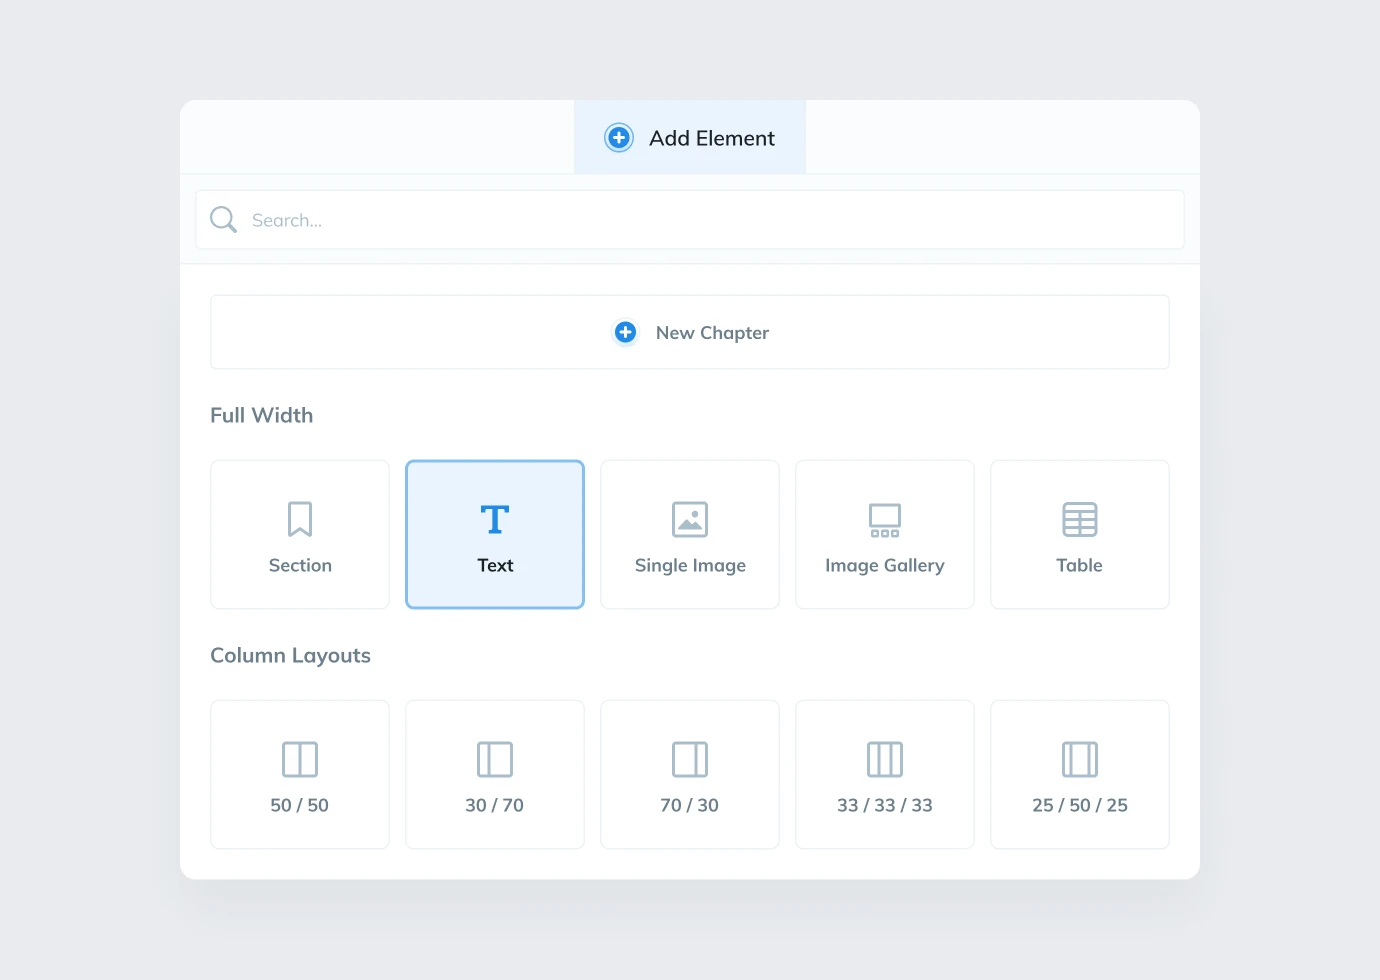 Add Element
Search...
New Chapter
Full Width
Section
Text
Single Image
Image Gallery
Table
Column Layouts
50 / 50
30 / 70
70 / 30
33 / 33 / 33
25 / 50 / 25